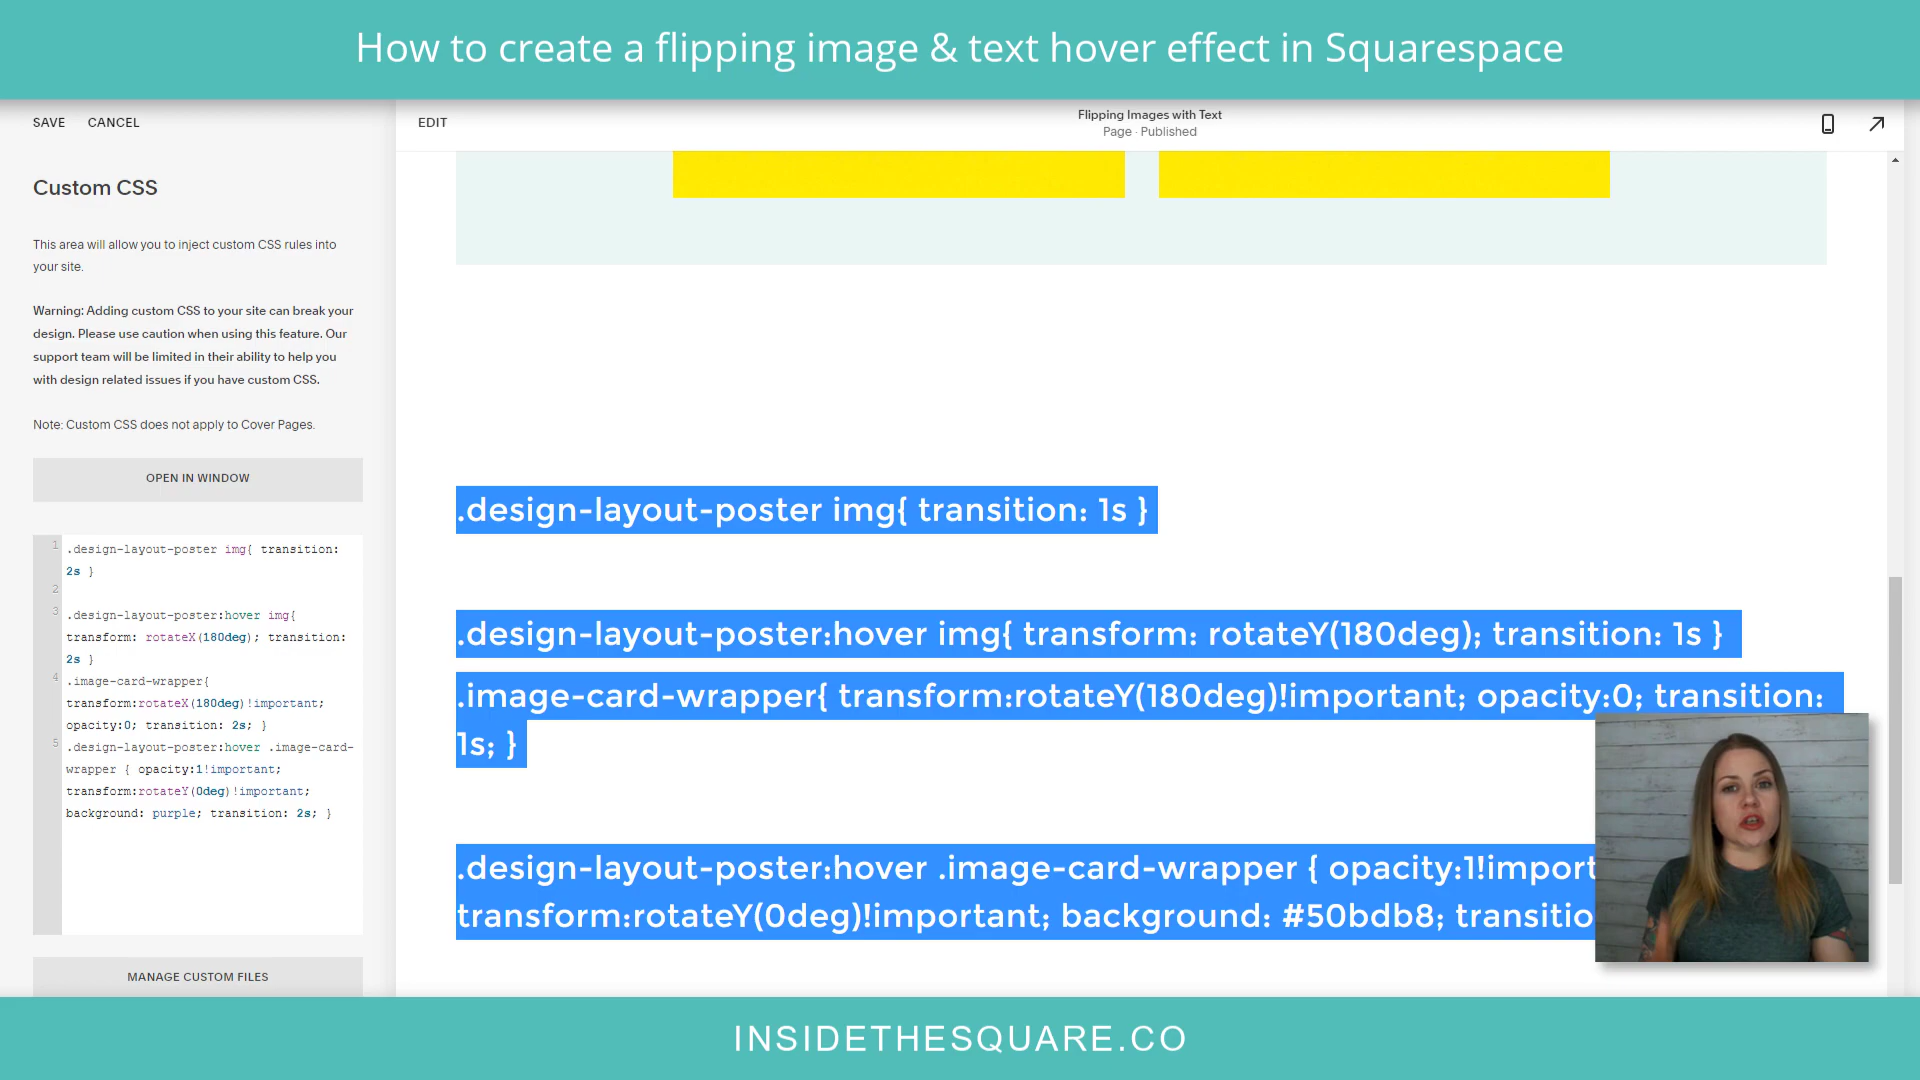 How to create a flipping image & text hover effect in Squarespace
SAVE CANCEL
EDIT
Flipping Images with Text
Page · Published
Custom CSS
This area will allow you to inject custom CSS rules into
your site.
Warning: Adding custom CSS to your site can break your
design. Please use caution when using this feature. Our
support team will be limited in their ability to help you
with design related issues if you have custom CSS.
Note: Custom CSS does not apply to Cover Pages.
OPEN IN WINDOW
1 .design-layout-poster img{ transition:
2s }
2
3 .design-layout-poster:hover img{
transform: rotateX(180deg); transition:
2s }
4 .image-card-wrapper{
transform:rotateX(180deg)!important;
opacity:0; transition: 2s; }
5 .design-layout-poster:hover .image-card-
wrapper { opacity:1!important;
transform:rotateY(0deg)!important;
background: purple; transition: 2s; }
MANAGE CUSTOM FILES
.design-layout-poster img{ transition: 1s }
.design-layout-poster:hover img{ transform: rotateY(180deg); transition: 1s }
.image-card-wrapper{ transform:rotateY(180deg)!important; opacity:0; transition:
1s; }
.design-layout-poster:hover .image-card-wrapper { opacity:1!import
transform:rotateY(0deg)!important; background: #50bdb8; transitio
INSIDETHESQUARE.CO